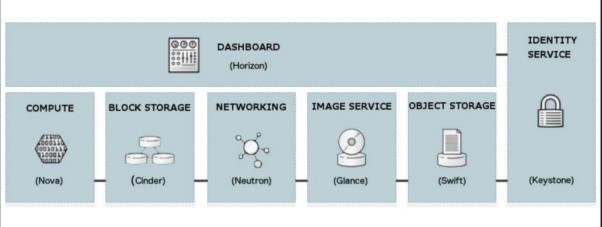 DASHBOARD
(Horizon)
IDENTITY
SERVICE
(Keystone)
COMPUTE
(Nova)
BLOCK STORAGE
(Cinder)
NETWORKING
(Neutron)
IMAGE SERVICE
(Glance)
OBJECT STORAGE
(Swift)